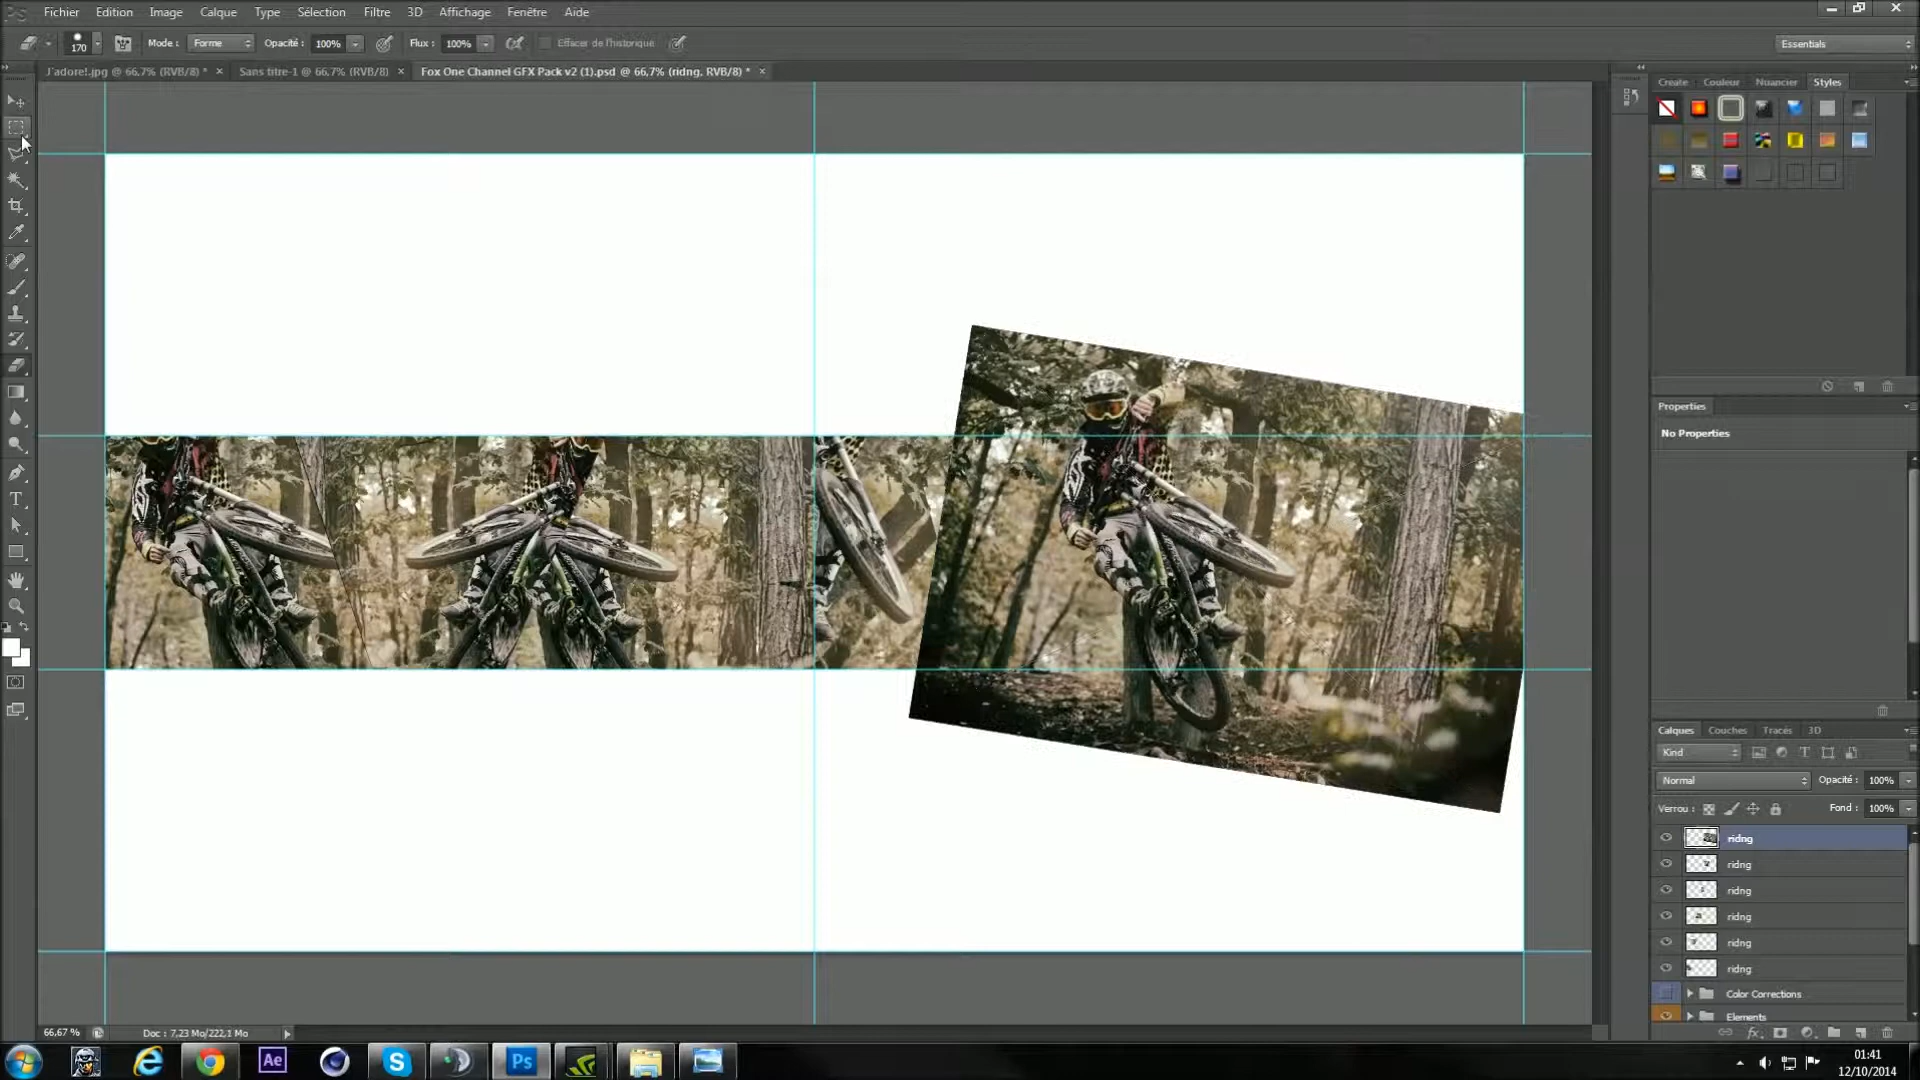 Fichier Edition Image Calque Type Sélection Filtre 3D Affichage Fenêtre Aide
170 Mode : Forme Opacité : 100% Flux : 100% Effacer de l'historique Essentials
J'adore!.jpg @ 66,7% (RVB/8) * × Sans titre-1 @ 66,7% (RVB/8) × Fox One Channel GFX Pack v2 (1).psd @ 66,7% (ridng, RVB/8) * ×
Create Couleur Nuancier Styles
Properties
No Properties
Calques Couches Tracés 3D
Kind
Normal Opacité : 100%
Verrou : Fond : 100%
ridng
ridng
ridng
ridng
ridng
ridng
Color Corrections
Elements
66,67 % Doc : 7,23 Mo/222,1 Mo
Ae S Ps
01:41
12/10/2014